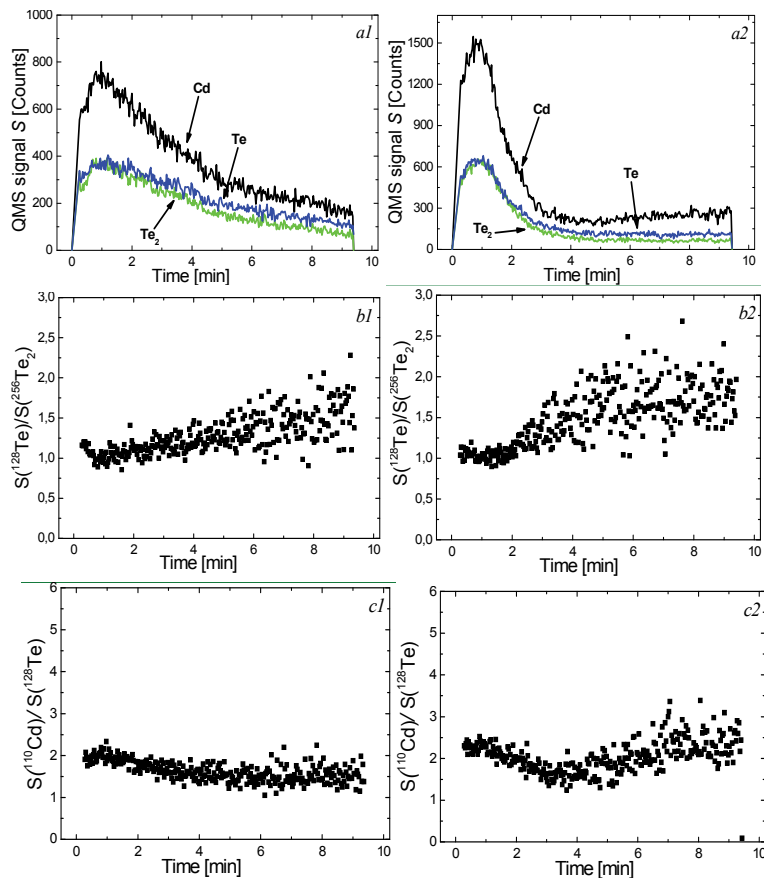 a1
QMS signal S [Counts]
1000
800
600
400
200
0
Cd
Te
Te2
0 2 4 6 8 10
Time [min]
a2
QMS signal S [Counts]
1500
1200
900
600
300
0
Cd
Te
Te2
0 2 4 6 8 10
Time [min]
b1
S(128Te)/S(256Te2)
3,0
2,5
2,0
1,5
1,0
0,5
0,0
0 2 4 6 8 10
Time [min]
b2
S(128Te)/S(256Te2)
3,0
2,5
2,0
1,5
1,0
0,5
0,0
0 2 4 6 8 10
Time [min]
c1
S(110Cd)/ S(128Te)
6
5
4
3
2
1
0
0 2 4 6 8 10
Time [min]
c2
S(110Cd)/ S(128Te)
6
5
4
3
2
1
0
0 2 4 6 8 10
Time [min]